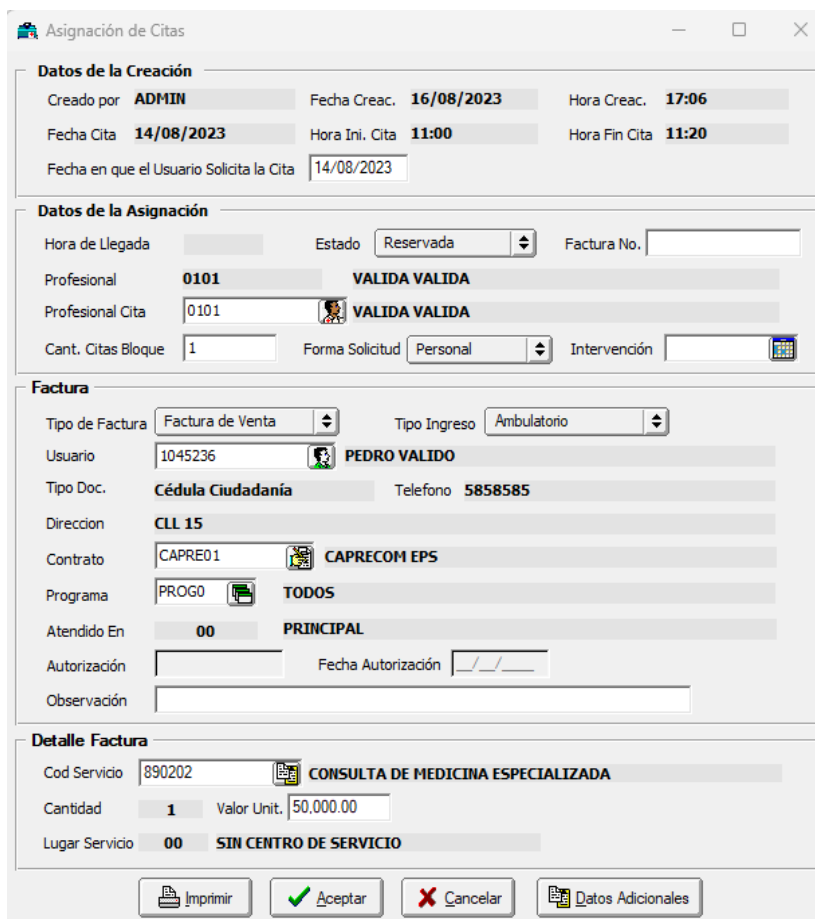 Asignación de Citas
Datos de la Creación
Creado por ADMIN Fecha Creac. 16/08/2023 Hora Creac. 17:06
Fecha Cita 14/08/2023 Hora Ini. Cita 11:00 Hora Fin Cita 11:20
Fecha en que el Usuario Solicita la Cita 14/08/2023
Datos de la Asignación
Hora de Llegada Estado Reservada Factura No.
Profesional 0101 VALIDA VALIDA
Profesional Cita 0101 VALIDA VALIDA
Cant. Citas Bloque 1 Forma Solicitud Personal Intervención
Factura
Tipo de Factura Factura de Venta Tipo Ingreso Ambulatorio
Usuario 1045236 PEDRO VALIDO
Tipo Doc. Cédula Ciudadanía Telefono 5858585
Direccion CLL 15
Contrato CAPRE01 CAPRECOM EPS
Programa PROG0 TODOS
Atendido En 00 PRINCIPAL
Autorización Fecha Autorización __/__/____
Observación
Detalle Factura
Cod Servicio 890202 CONSULTA DE MEDICINA ESPECIALIZADA
Cantidad 1 Valor Unit. 50,000.00
Lugar Servicio 00 SIN CENTRO DE SERVICIO
Imprimir Aceptar Cancelar Datos Adicionales